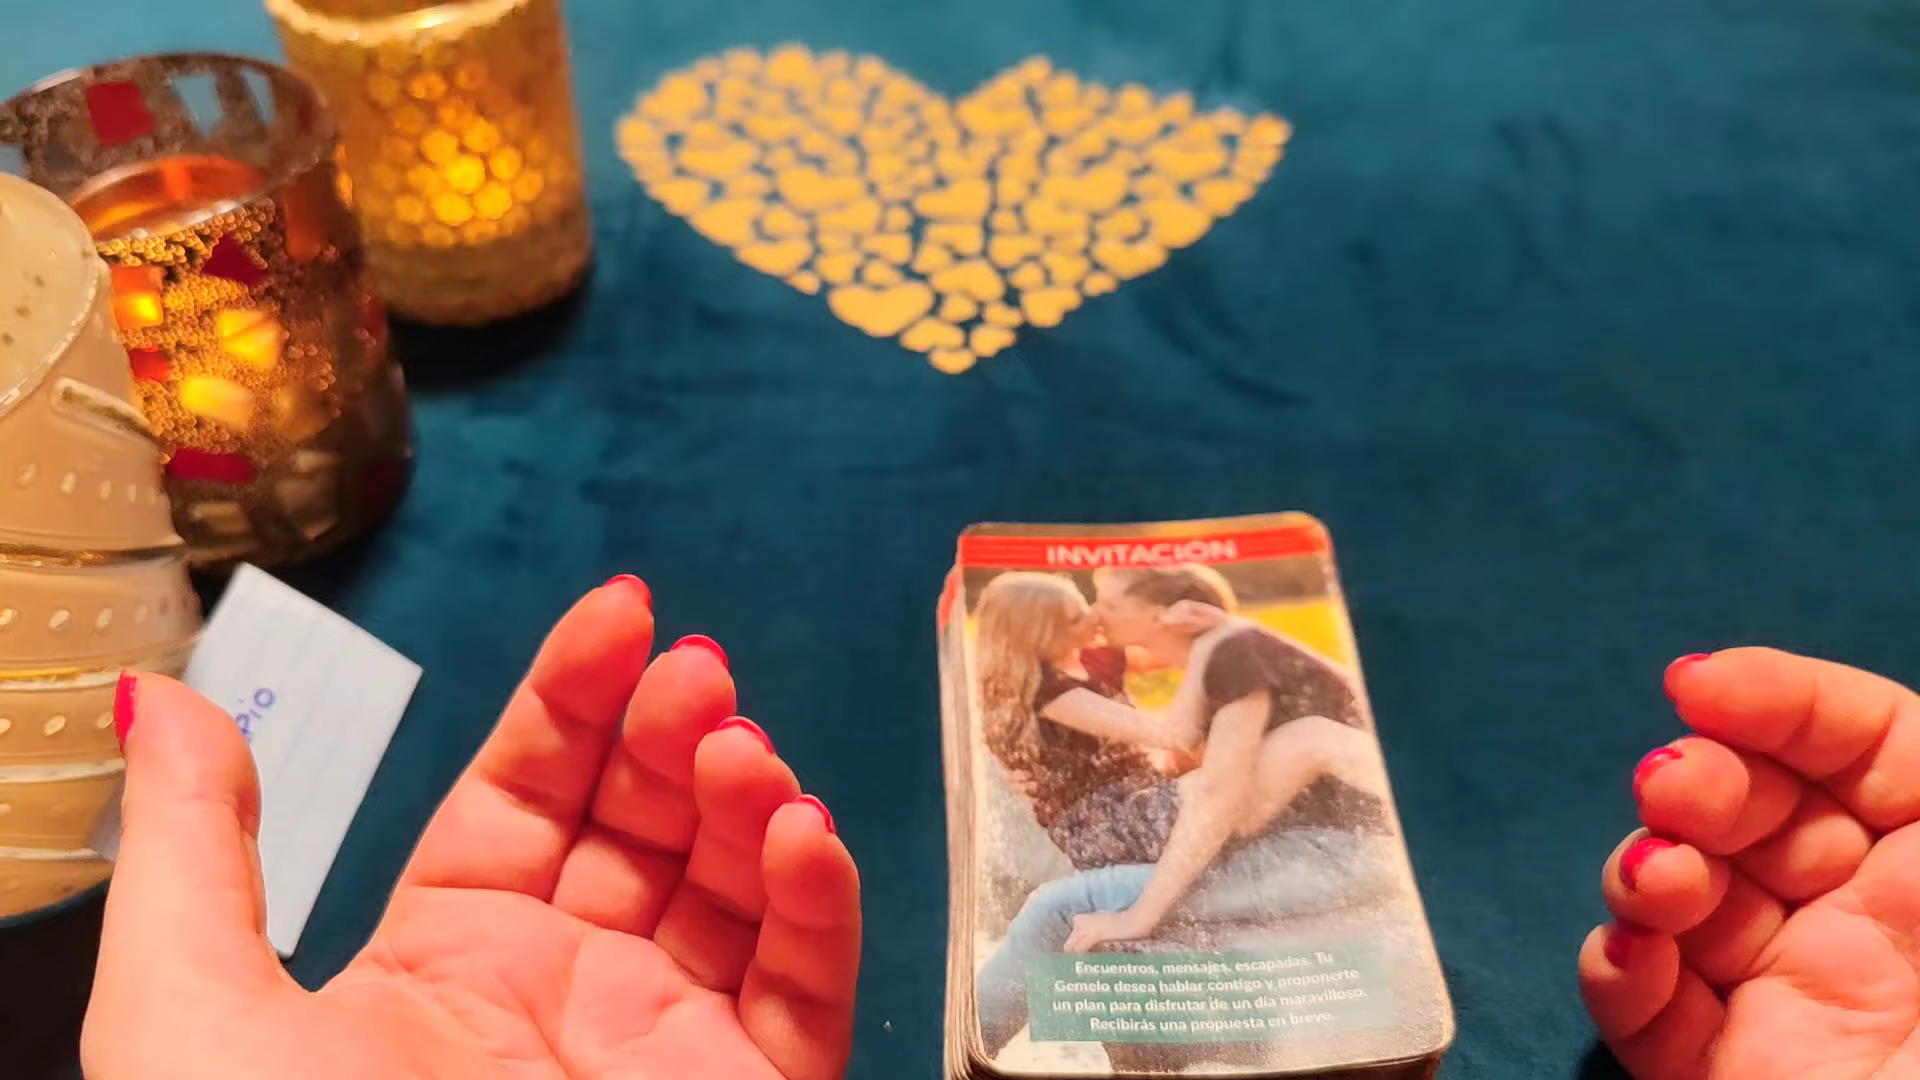 INVITACIÓN
Encuentros, mensajes, escapadas. Tu
Gemelo desea hablar contigo y proponerte
un plan para disfrutar de un día maravilloso.
Recibirás una propuesta en breve.